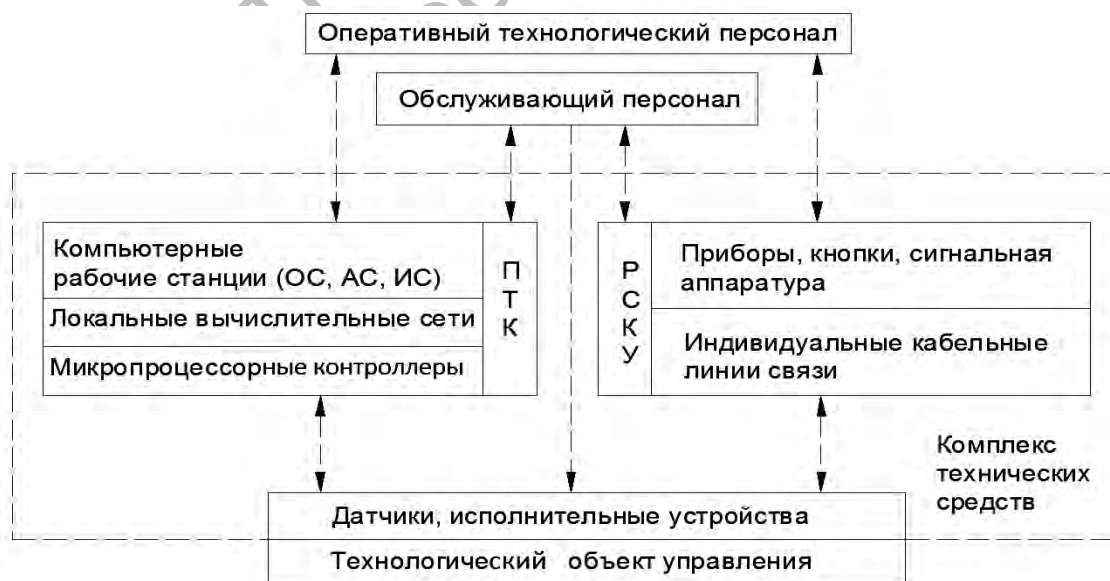 Оперативный технологический персонал
Обслуживающий персонал
Компьютерные
рабочие станции (ОС, АС, ИС)
Локальные вычислительные сети
Микропроцессорные контроллеры
П
Т
К
Р
С
К
У
Приборы, кнопки, сигнальная
аппаратура
Индивидуальные кабельные
линии связи
Комплекс
технических
средств
Датчики, исполнительные устройства
Технологический объект управления